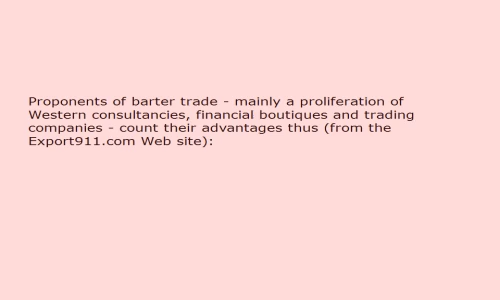 Proponents of barter trade - mainly a proliferation of
Western consultancies, financial boutiques and trading
companies - count their advantages thus (from the
Export911.com Web site):